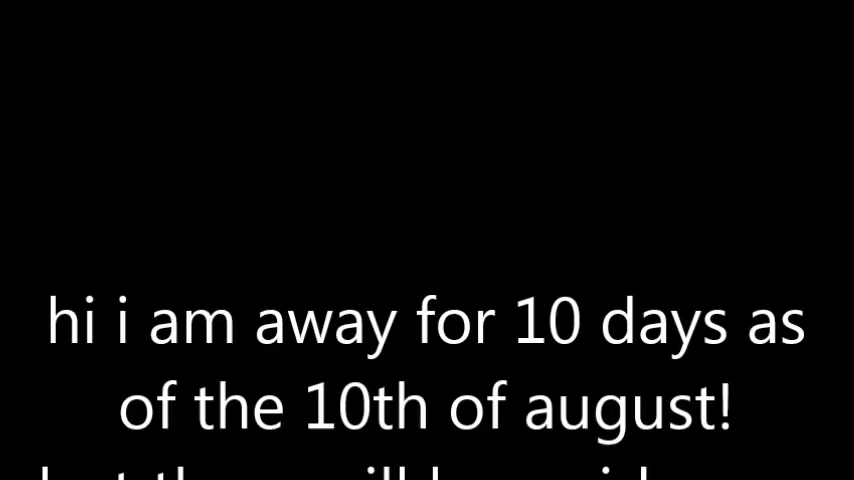 hi i am away for 10 days as
of the 10th of august!